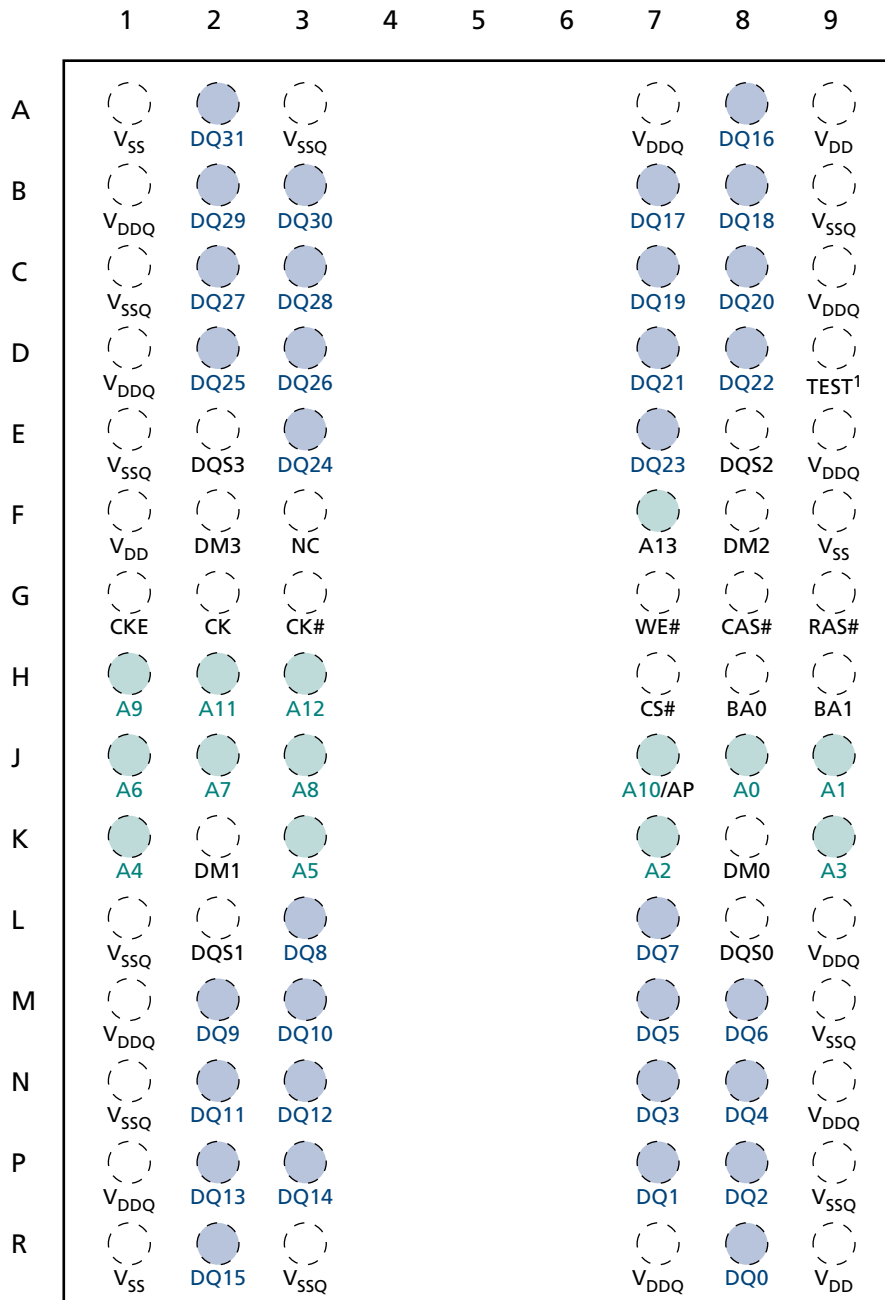 1 2 3 4 5 6 7 8 9
A
VSS DQ31 VSSQ VDDQ DQ16 VDD
B
VDDQ DQ29 DQ30 DQ17 DQ18 VSSQ
C
VSSQ DQ27 DQ28 DQ19 DQ20 VDDQ
D
VDDQ DQ25 DQ26 DQ21 DQ22 TEST1
E
VSSQ DQS3 DQ24 DQ23 DQS2 VDDQ
F
VDD DM3 NC A13 DM2 VSS
G
CKE CK CK# WE# CAS# RAS#
H
A9 A11 A12 CS# BA0 BA1
J
A6 A7 A8 A10/AP A0 A1
K
A4 DM1 A5 A2 DM0 A3
L
VSSQ DQS1 DQ8 DQ7 DQS0 VDDQ
M
VDDQ DQ9 DQ10 DQ5 DQ6 VSSQ
N
VSSQ DQ11 DQ12 DQ3 DQ4 VDDQ
P
VDDQ DQ13 DQ14 DQ1 DQ2 VSSQ
R
VSS DQ15 VSSQ VDDQ DQ0 VDD